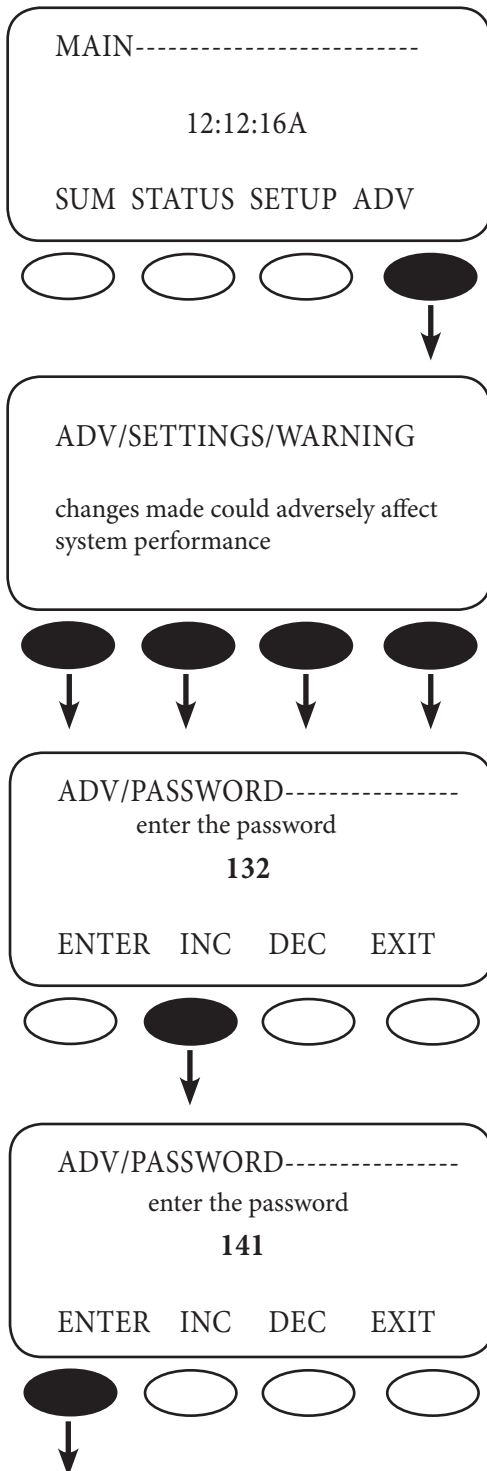 MAIN--------------------------
12:12:16A
SUM STATUS SETUP ADV
ADV/SETTINGS/WARNING
changes made could adversely affect
system performance
ADV/PASSWORD----------------
enter the password
132
ENTER INC DEC EXIT
ADV/PASSWORD----------------
enter the password
141
ENTER INC DEC EXIT